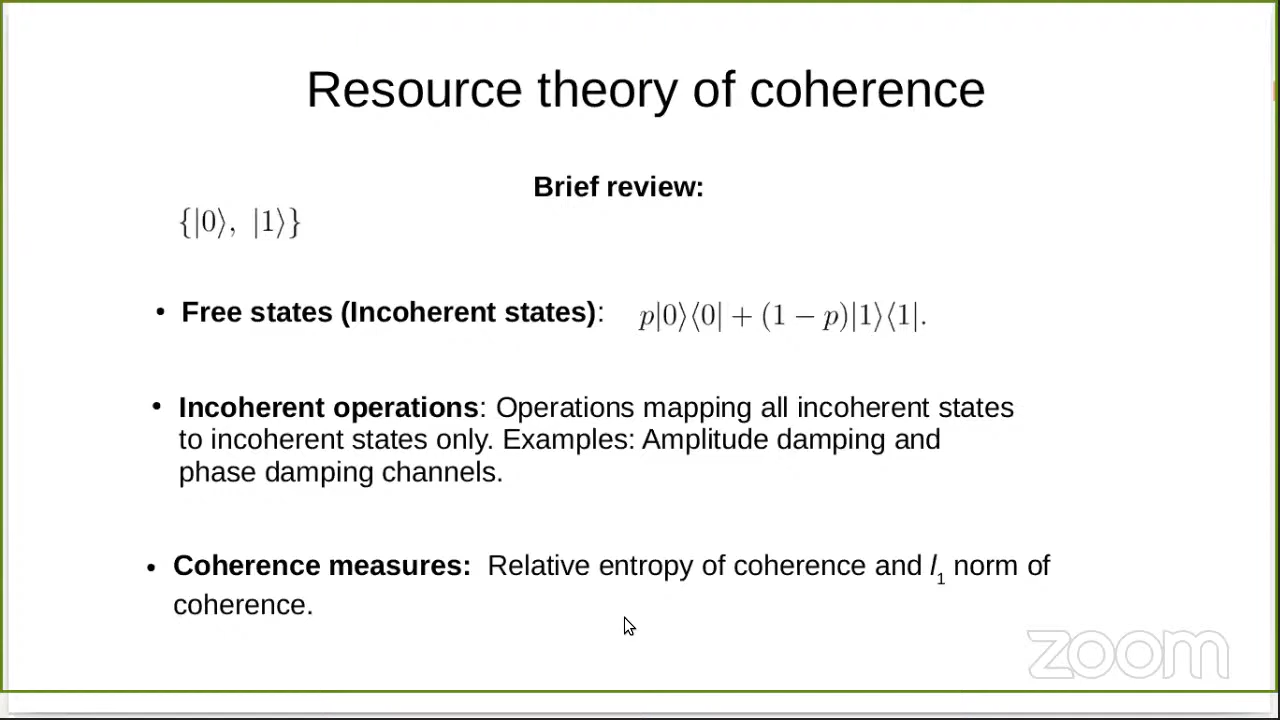 Resource theory of coherence
Brief review:
{|0⟩, |1⟩}
• Free states (Incoherent states): p|0⟩⟨0| + (1 − p)|1⟩⟨1|.
• Incoherent operations: Operations mapping all incoherent states
to incoherent states only. Examples: Amplitude damping and
phase damping channels.
• Coherence measures: Relative entropy of coherence and l₁ norm of
coherence.
zoom